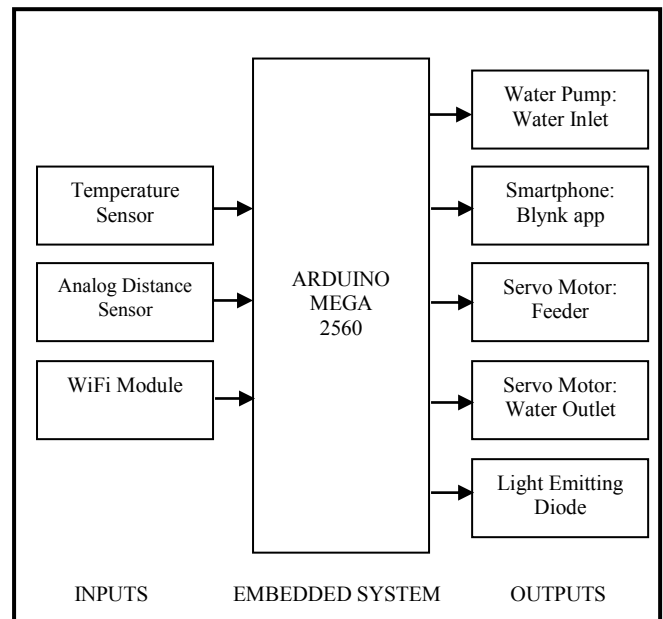 Temperature
Sensor
Analog Distance
Sensor
WiFi Module
ARDUINO
MEGA
2560
Water Pump:
Water Inlet
Smartphone:
Blynk app
Servo Motor:
Feeder
Servo Motor:
Water Outlet
Light Emitting
Diode
INPUTS
EMBEDDED SYSTEM
OUTPUTS